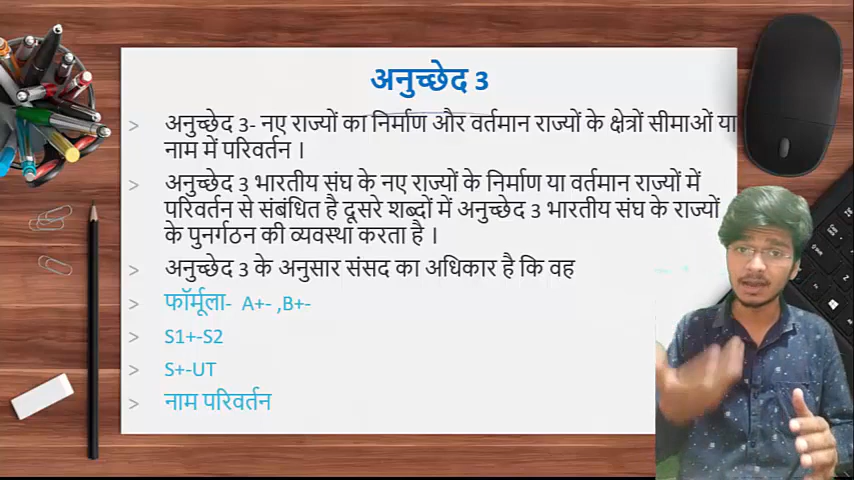 अनुच्छेद 3
अनुच्छेद 3- नए राज्यों का निर्माण और वर्तमान राज्यों के क्षेत्रों सीमाओं या
नाम में परिवर्तन ।
अनुच्छेद 3 भारतीय संघ के नए राज्यों के निर्माण या वर्तमान राज्यों में
परिवर्तन से संबंधित है दूसरे शब्दों में अनुच्छेद 3 भारतीय संघ के राज्यों
के पुनर्गठन की व्यवस्था करता है ।
अनुच्छेद 3 के अनुसार संसद का अधिकार है कि वह
फॉर्मूला- A+- ,B+-
S1+-S2
S+-UT
नाम परिवर्तन